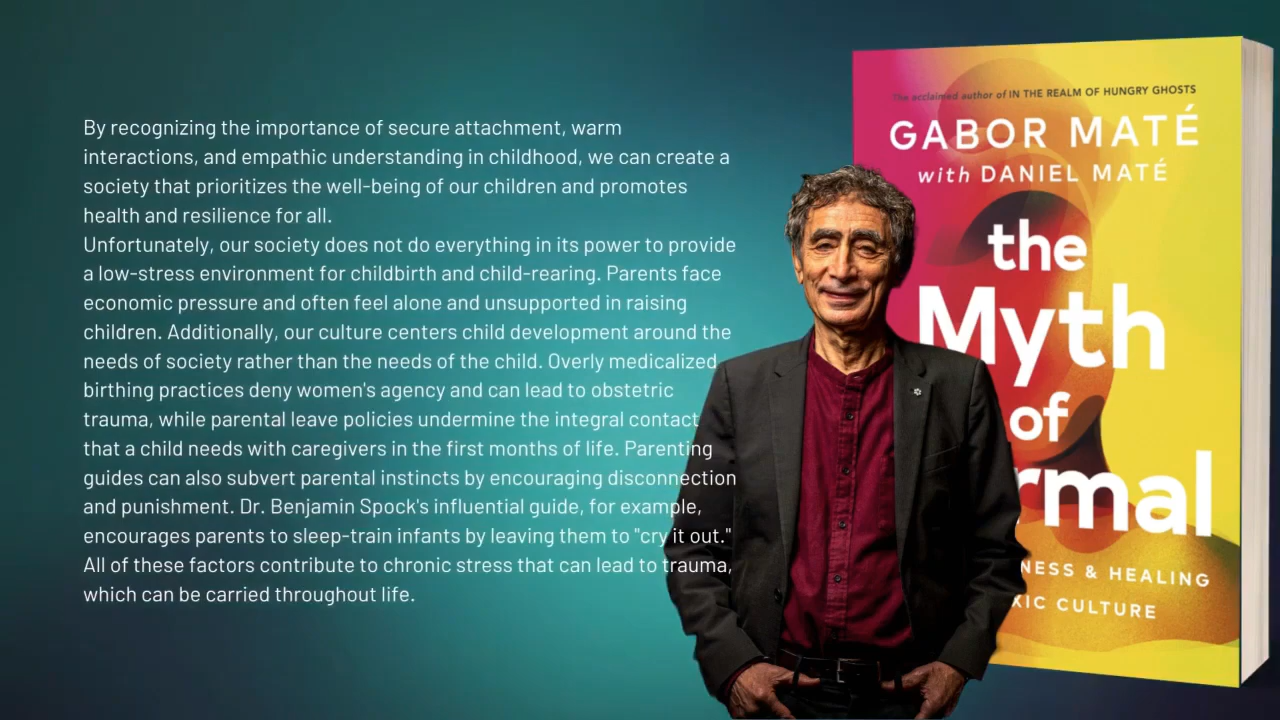 By recognizing the importance of secure attachment, warm
interactions, and empathic understanding in childhood, we can create a
society that prioritizes the well-being of our children and promotes
health and resilience for all.
Unfortunately, our society does not do everything in its power to provide
a low-stress environment for childbirth and child-rearing. Parents face
economic pressure and often feel alone and unsupported in raising
children. Additionally, our culture centers child development around the
needs of society rather than the needs of the child. Overly medicalized
birthing practices deny women's agency and can lead to obstetric
trauma, while parental leave policies undermine the integral contact
that a child needs with caregivers in the first months of life. Parenting
guides can also subvert parental instincts by encouraging disconnection
and punishment. Dr. Benjamin Spock's influential guide, for example,
encourages parents to sleep-train infants by leaving them to "cry it out."
All of these factors contribute to chronic stress that can lead to trauma,
which can be carried throughout life.
The acclaimed author of IN THE REALM OF HUNGRY GHOSTS
GABOR MATÉ
with DANIEL MATÉ
the
Myth
of
rmal
NESS & HEALING
XIC CULTURE